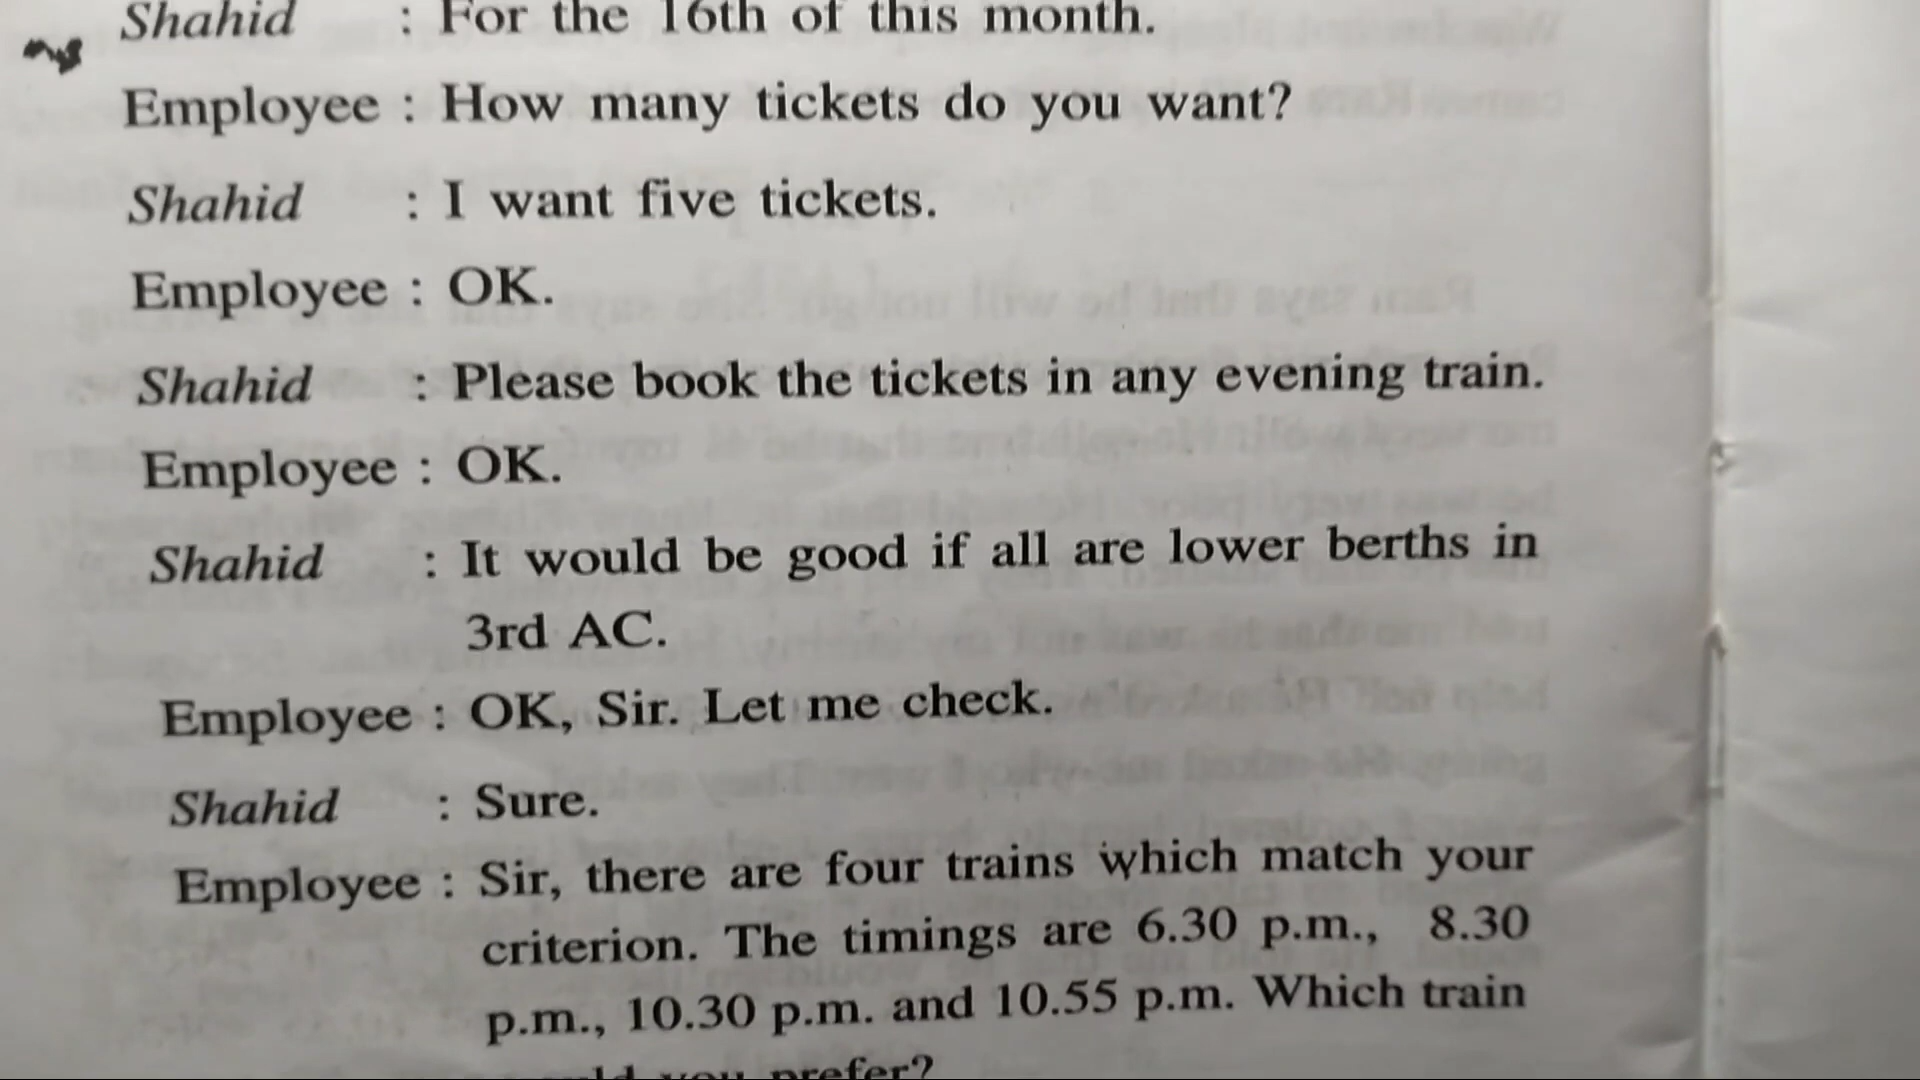 Shahid : For the 16th of this month.
Employee : How many tickets do you want?
Shahid : I want five tickets.
Employee : OK.
Shahid : Please book the tickets in any evening train.
Employee : OK.
Shahid : It would be good if all are lower berths in
3rd AC.
Employee : OK, Sir. Let me check.
Shahid : Sure.
Employee : Sir, there are four trains which match your
criterion. The timings are 6.30 p.m., 8.30
p.m., 10.30 p.m. and 10.55 p.m. Which train
you prefer?